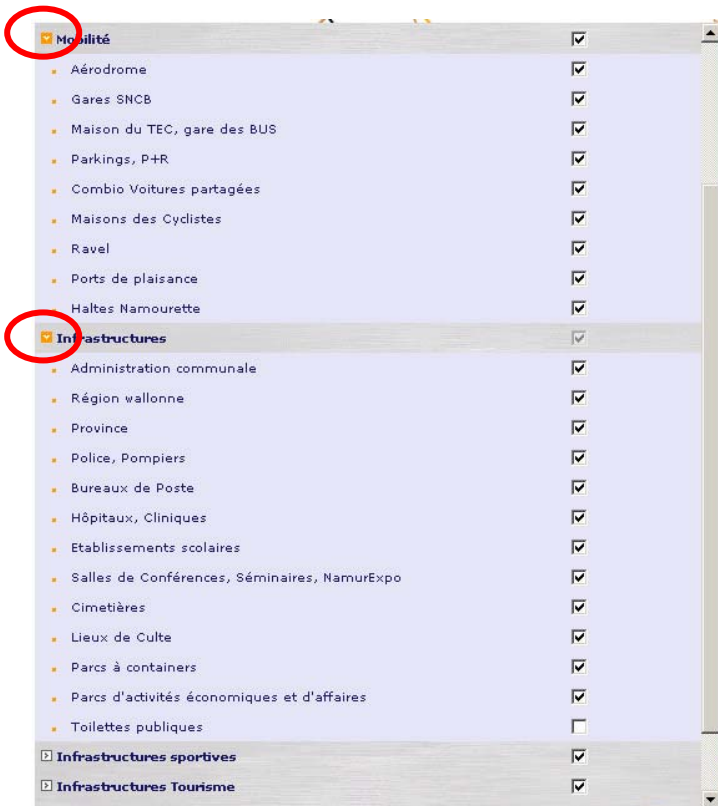 Mobilité
Aérodrome
Gares SNCB
Maison du TEC, gare des BUS
Parkings, P+R
Combio Voitures partagées
Maisons des Cyclistes
Ravel
Ports de plaisance
Haltes Namourette
Infrastructures
Administration communale
Région wallonne
Province
Police, Pompiers
Bureaux de Poste
Hôpitaux, Cliniques
Etablissements scolaires
Salles de Conférences, Séminaires, NamurExpo
Cimetières
Lieux de Culte
Parcs à containers
Parcs d'activités économiques et d'affaires
Toilettes publiques
Infrastructures sportives
Infrastructures Tourisme